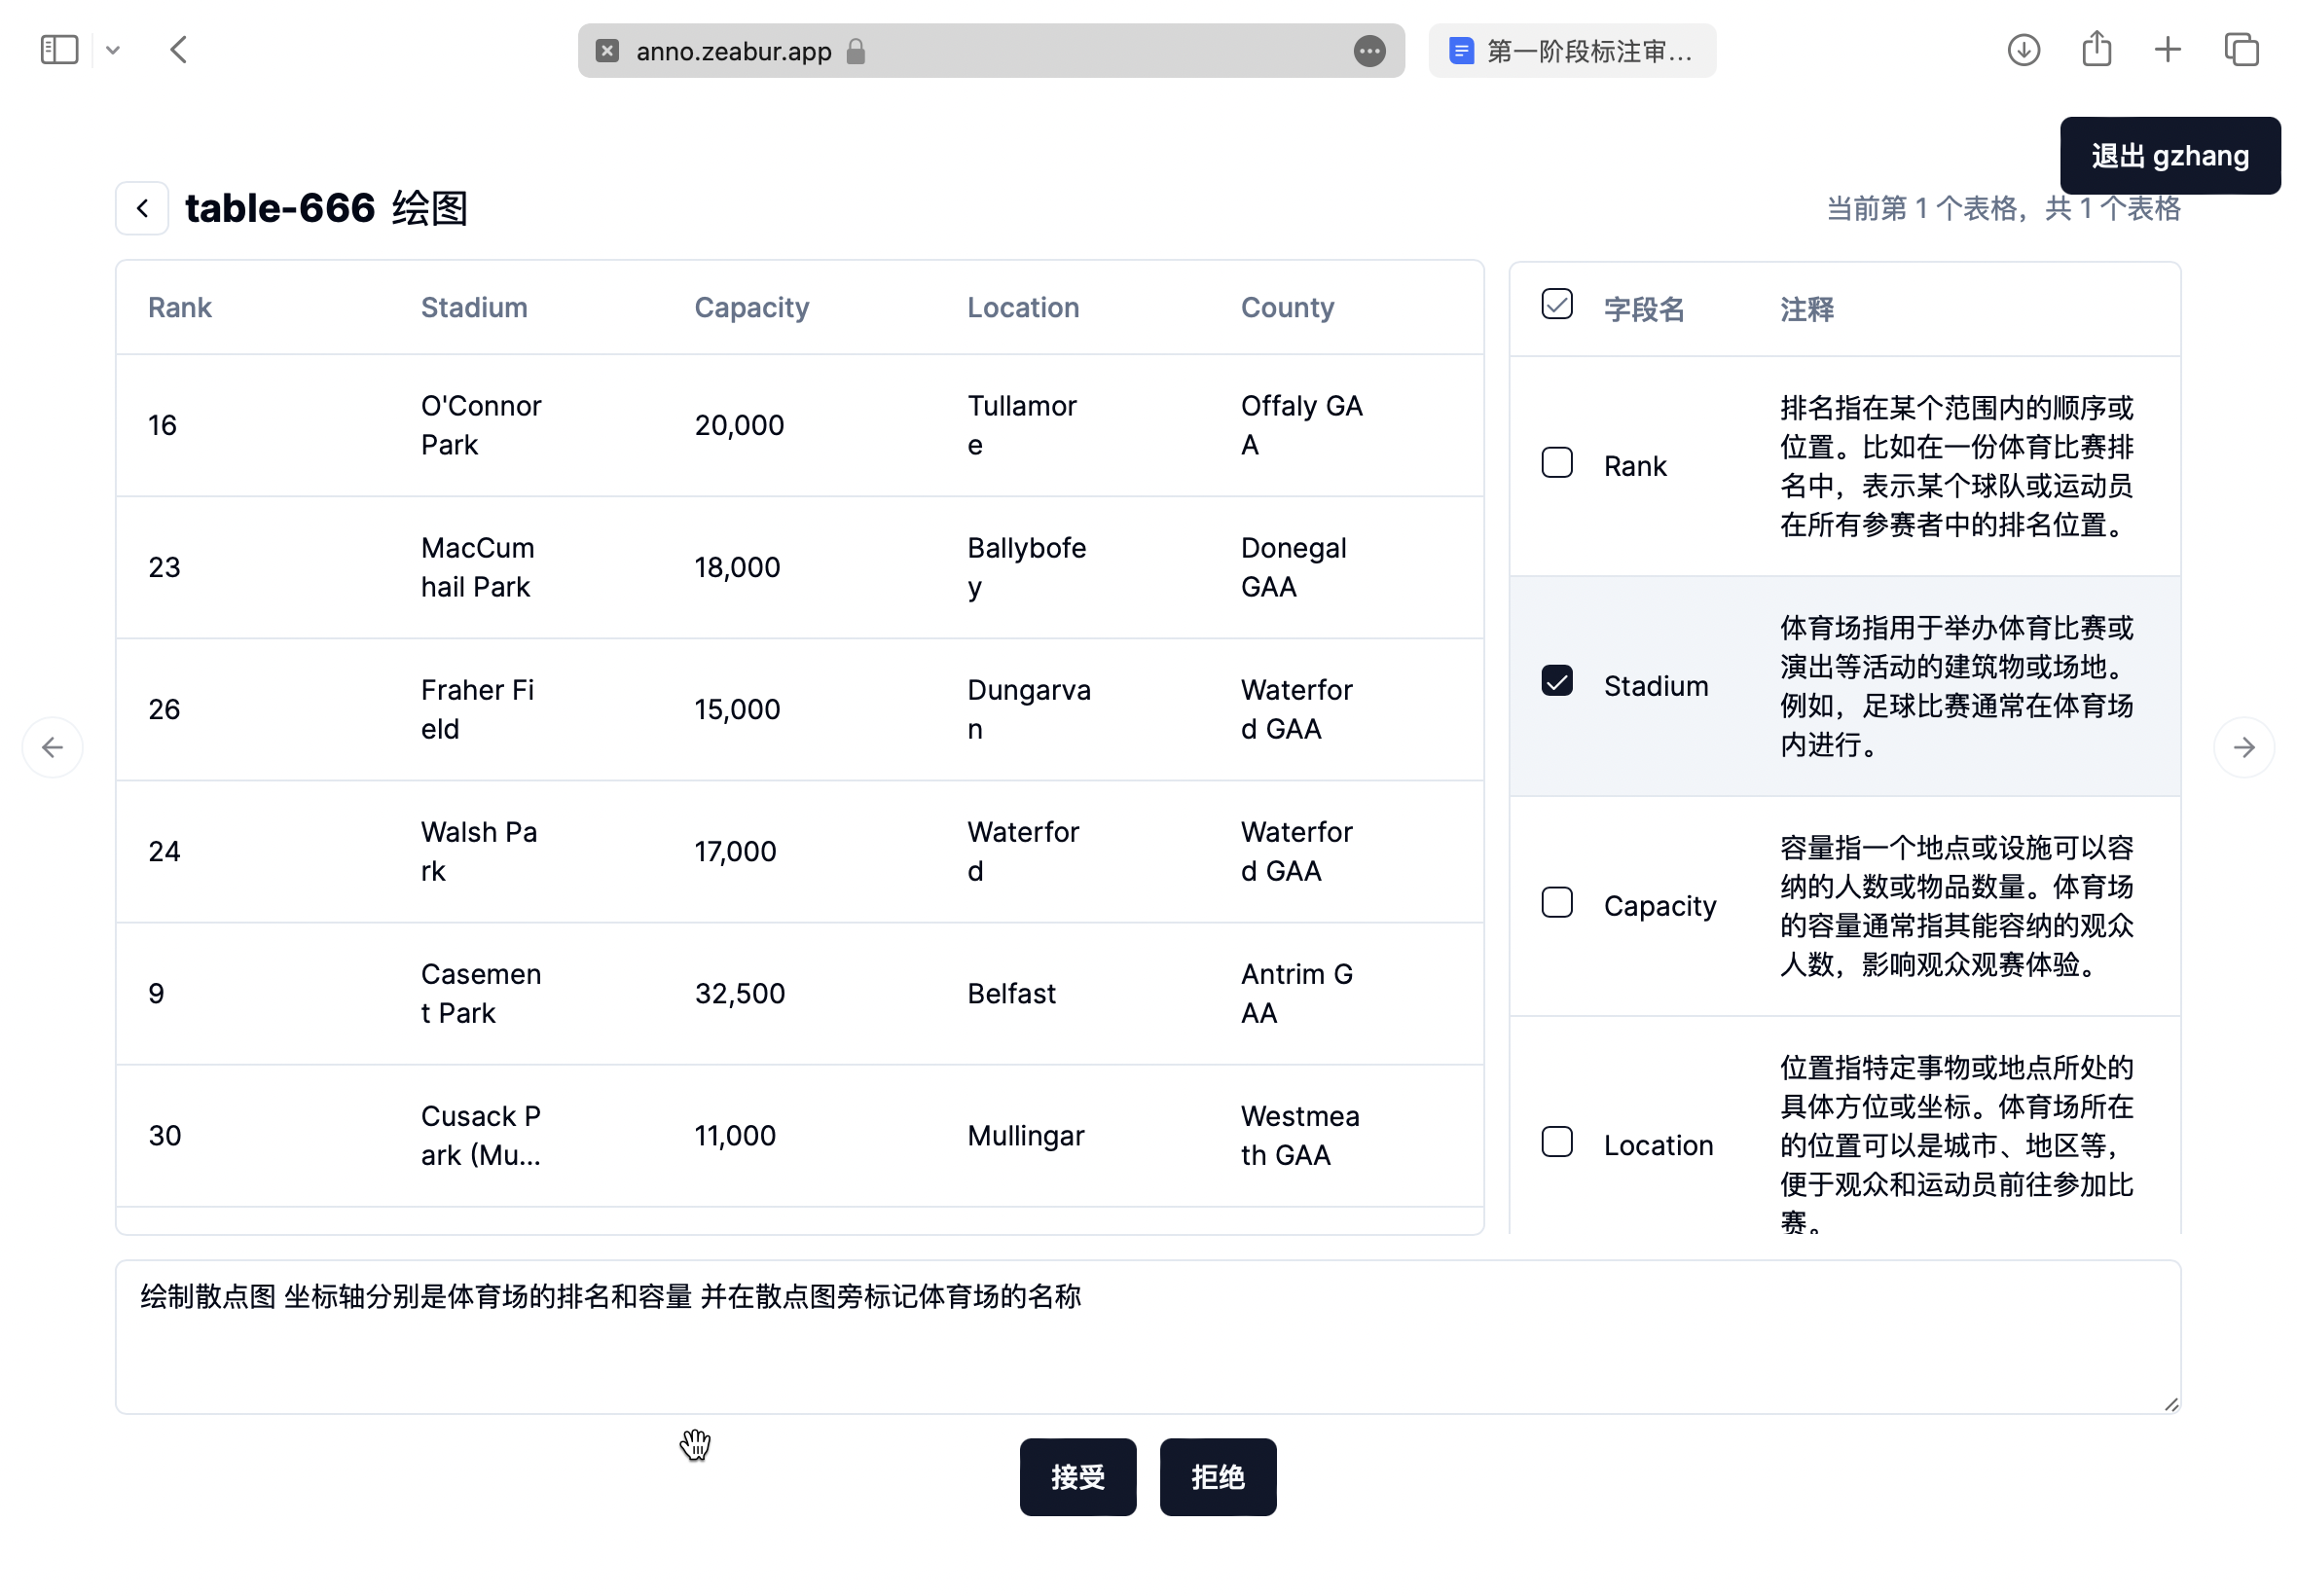 anno.zeabur.app
第一阶段标注审...
退出 gzhang
table-666 绘图
当前第 1 个表格，共 1 个表格
Rank Stadium Capacity Location County
16 O'Connor Park 20,000 Tullamore Offaly GAA
23 MacCumhail Park 18,000 Ballybofey Donegal GAA
26 Fraher Field 15,000 Dungarvan Waterford GAA
24 Walsh Park 17,000 Waterford Waterford GAA
9 Casement Park 32,500 Belfast Antrim GAA
30 Cusack Park (Mu... 11,000 Mullingar Westmeath GAA
字段名 注释
Rank
排名指在某个范围内的顺序或
位置。比如在一份体育比赛排
名中，表示某个球队或运动员
在所有参赛者中的排名位置。
Stadium
体育场指用于举办体育比赛或
演出等活动的建筑物或场地。
例如，足球比赛通常在体育场
内进行。
Capacity
容量指一个地点或设施可以容
纳的人数或物品数量。体育场
的容量通常指其能容纳的观众
人数，影响观众观赛体验。
Location
位置指特定事物或地点所处的
具体方位或坐标。体育场所在
的位置可以是城市、地区等，
便于观众和运动员前往参加比
赛。
绘制散点图 坐标轴分别是体育场的排名和容量 并在散点图旁标记体育场的名称
接受 拒绝